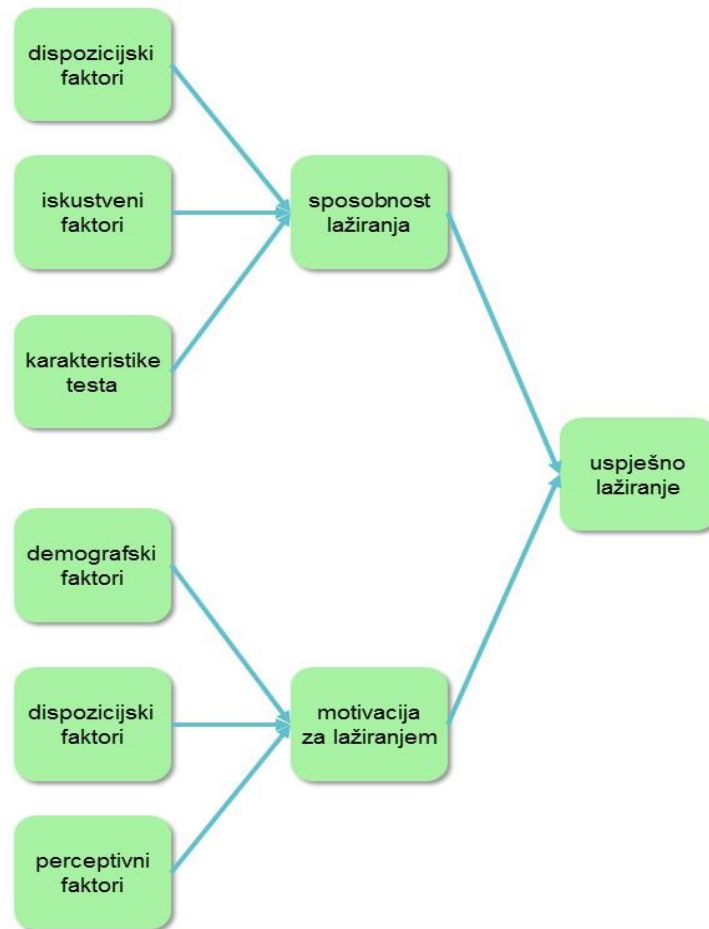 dispozicijski
faktori
iskustveni
faktori
sposobnost
lažiranja
karakteristike
testa
uspješno
lažiranje
demografski
faktori
dispozicijski
faktori
motivacija
za lažiranjem
perceptivni
faktori